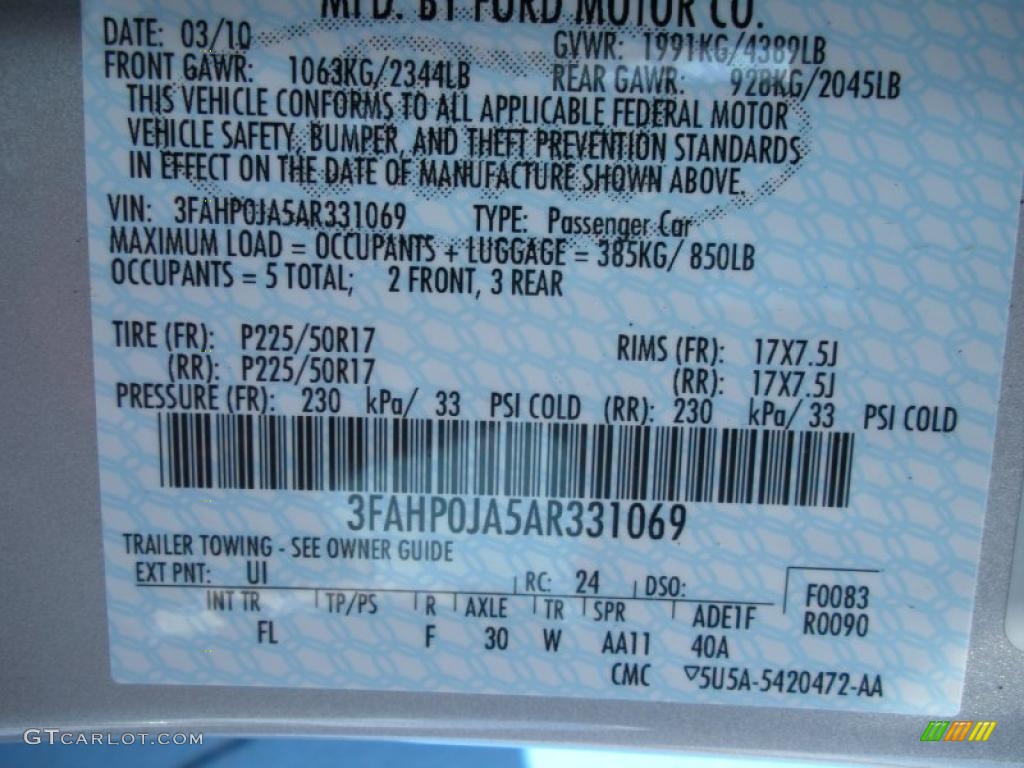 MFD. BY FORD MOTOR CO.
DATE: 03/10 GVWR: 1991KG/4389LB
FRONT GAWR: 1063KG/2344LB REAR GAWR: 928KG/2045LB
THIS VEHICLE CONFORMS TO ALL APPLICABLE FEDERAL MOTOR
VEHICLE SAFETY, BUMPER, AND THEFT PREVENTION STANDARDS
IN EFFECT ON THE DATE OF MANUFACTURE SHOWN ABOVE.
VIN: 3FAHP0JA5AR331069 TYPE: Passenger Car
MAXIMUM LOAD = OCCUPANTS + LUGGAGE = 385KG/ 850LB
OCCUPANTS = 5 TOTAL; 2 FRONT, 3 REAR
TIRE (FR): P225/50R17 RIMS (FR): 17X7.5J
(RR): P225/50R17 (RR): 17X7.5J
PRESSURE (FR): 230 kPa/ 33 PSI COLD (RR): 230 kPa/ 33 PSI COLD
3FAHP0JA5AR331069
TRAILER TOWING - SEE OWNER GUIDE
EXT PNT: UI RC: 24 DSO: F0083
INT TR TP/PS R AXLE TR SPR ADE1F R0090
FL F 30 W AA11 40A
CMC ▽5U5A-5420472-AA
GTCARLOT.COM